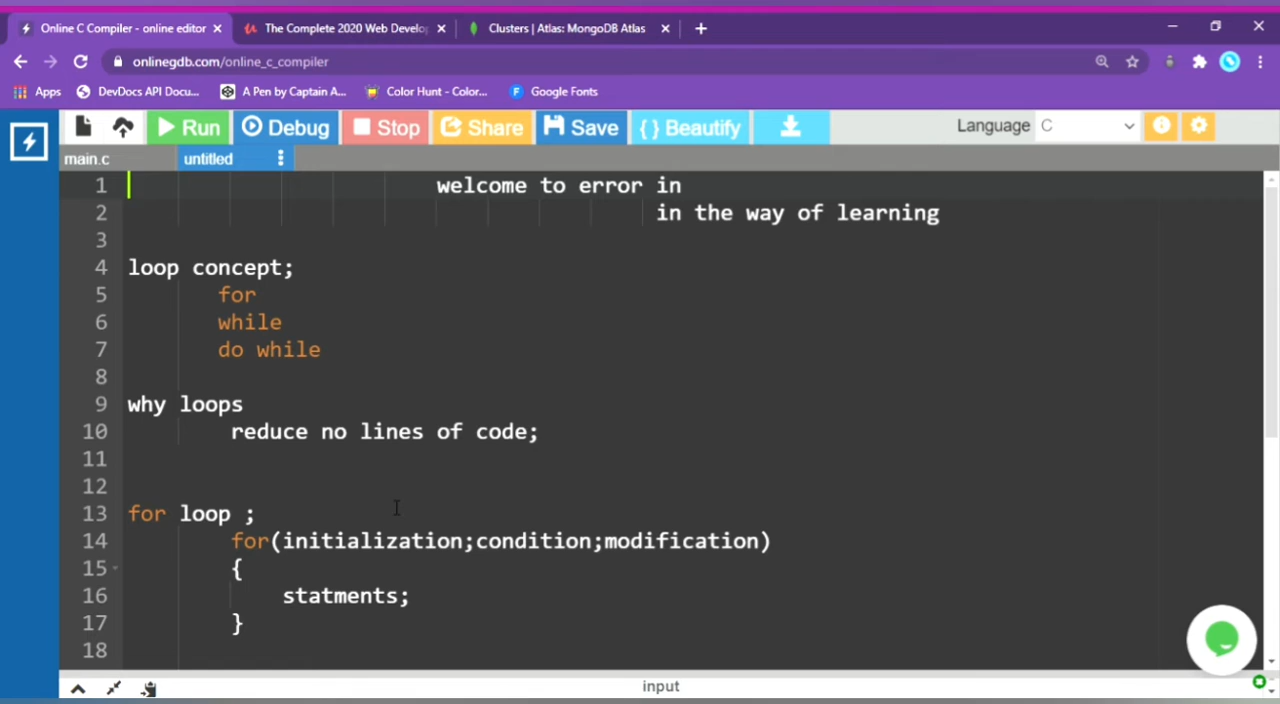 Online C Compiler - online editor
The Complete 2020 Web Develo
Clusters | Atlas: MongoDB Atlas
onlinegdb.com/online_c_compiler
Apps
DevDocs API Docu...
A Pen by Captain A...
Color Hunt - Color...
Google Fonts
Run
Debug
Stop
Share
Save
{ } Beautify
Language C
main.c
untitled
1 welcome to error in
2 in the way of learning
3
4 loop concept;
5 for
6 while
7 do while
8
9 why loops
10 reduce no lines of code;
11
12
13 for loop ;
14 for(initialization;condition;modification)
15 {
16 statments;
17 }
18
input